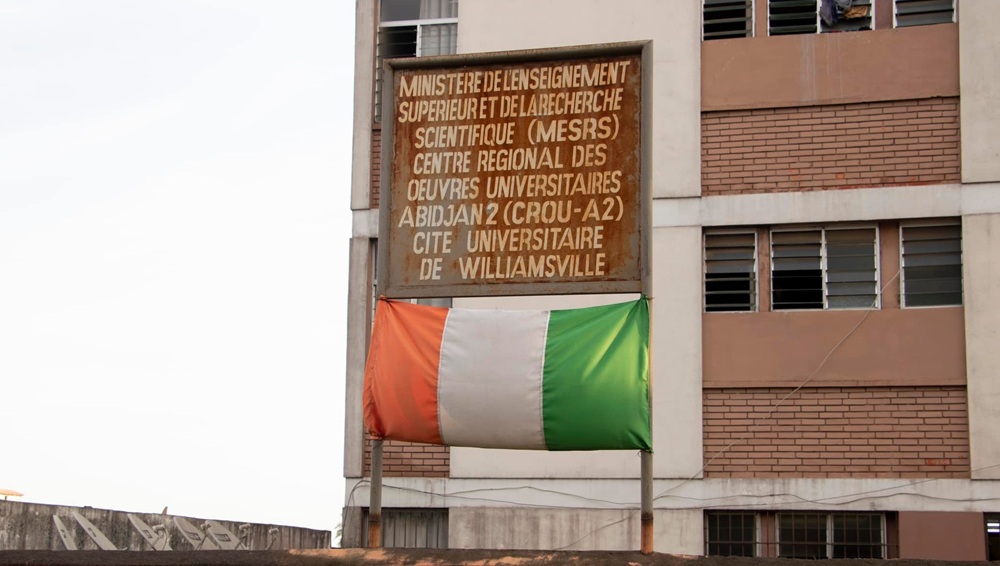 MINISTERE DE L'ENSEIGNEMENT
SUPERIEUR ET DE LA RECHERCHE
SCIENTIFIQUE (MESRS)
CENTRE REGIONAL DES
OEUVRES UNIVERSITAIRES
ABIDJAN 2 (CROU-A2)
CITE UNIVERSITAIRE
DE WILLIAMSVILLE